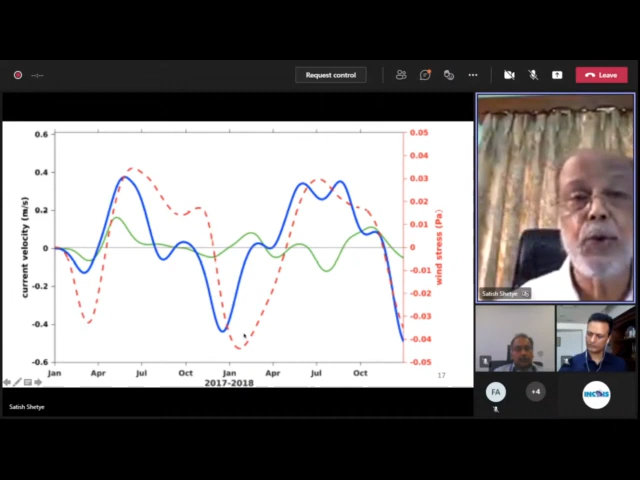 --:--
Request control
Leave
0.6
0.4
0.2
0
-0.2
-0.4
-0.6
current velocity (m/s)
0.05
0.04
0.03
0.02
0.01
0
-0.01
-0.02
-0.03
-0.04
-0.05
wind stress (Pa)
Jan Apr Jul Oct Jan Apr Jul Oct
2017-2018
17
Satish Shetye
Satish Shetye
FA
+4
INCOIS